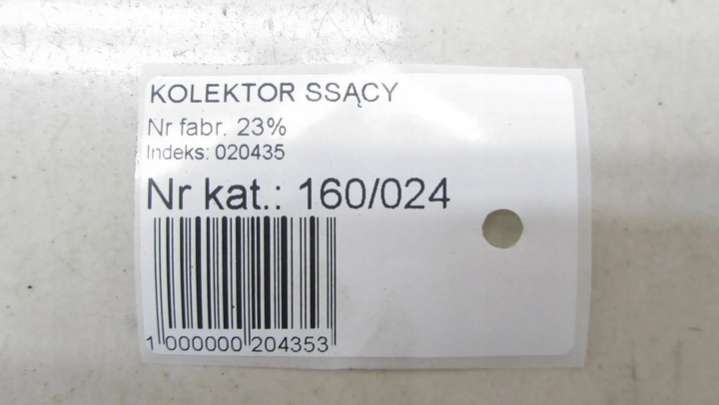 KOLEKTOR SSĄCY
Nr fabr. 23%
Indeks: 020435
Nr kat.: 160/024
1 000000 204353